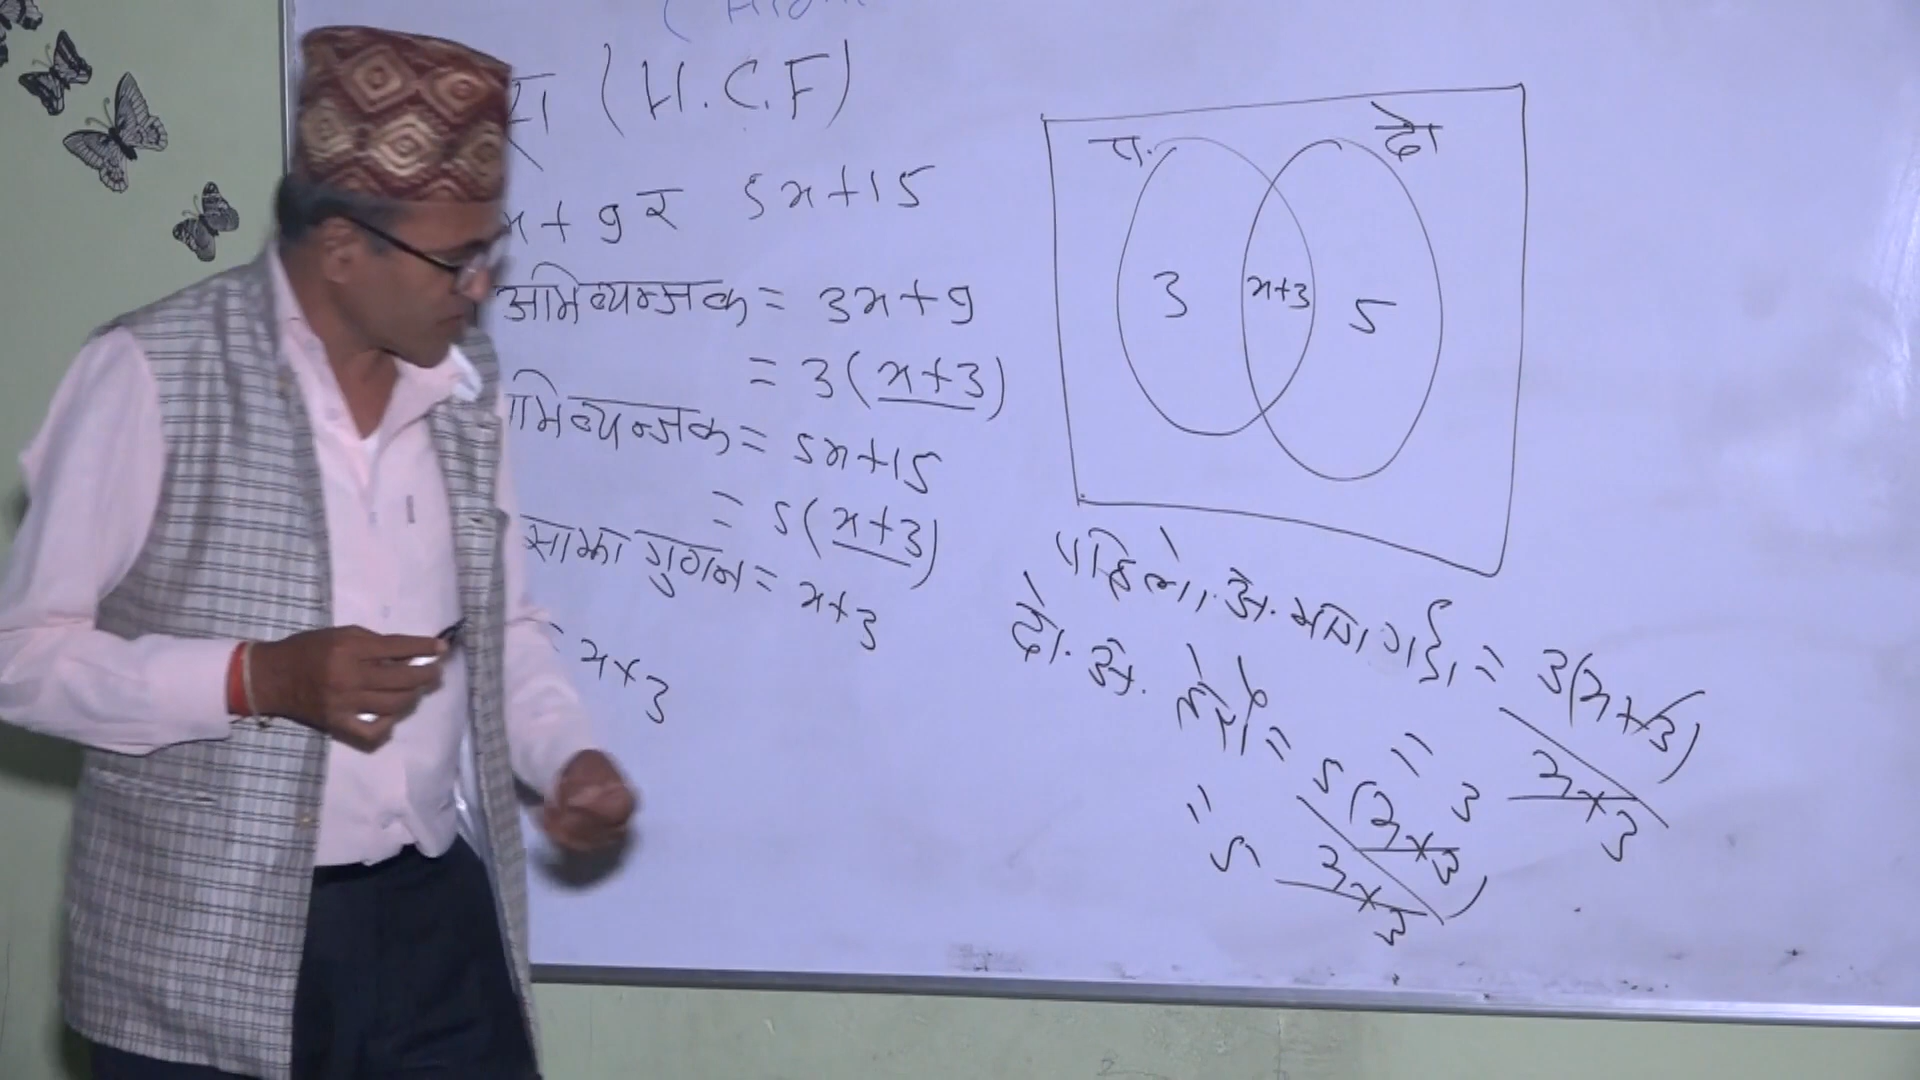 (H.C.F)
x+9 र 5x+15
अभिव्यन्जक = 3x+9
= 3(x+3)
भिव्यन्जक = 5x+15
= 5(x+3)
साझा गुणन = x+3
= x+3
प. दो
3 x+3 5
पहिलो अ. भाग गर्दा = 3(x+3)
x+3
= 3
दो. अ. = 5(x+3)
x+3
= 5